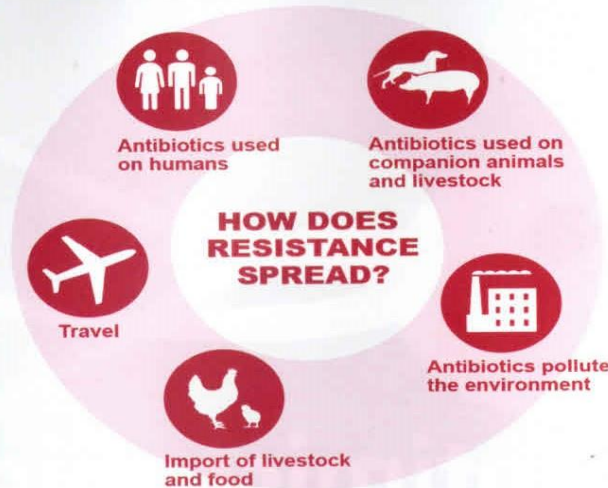 Antibiotics used
on humans
Antibiotics used on
companion animals
and livestock
HOW DOES
RESISTANCE
SPREAD?
Travel
Antibiotics pollute
the environment
Import of livestock
and food